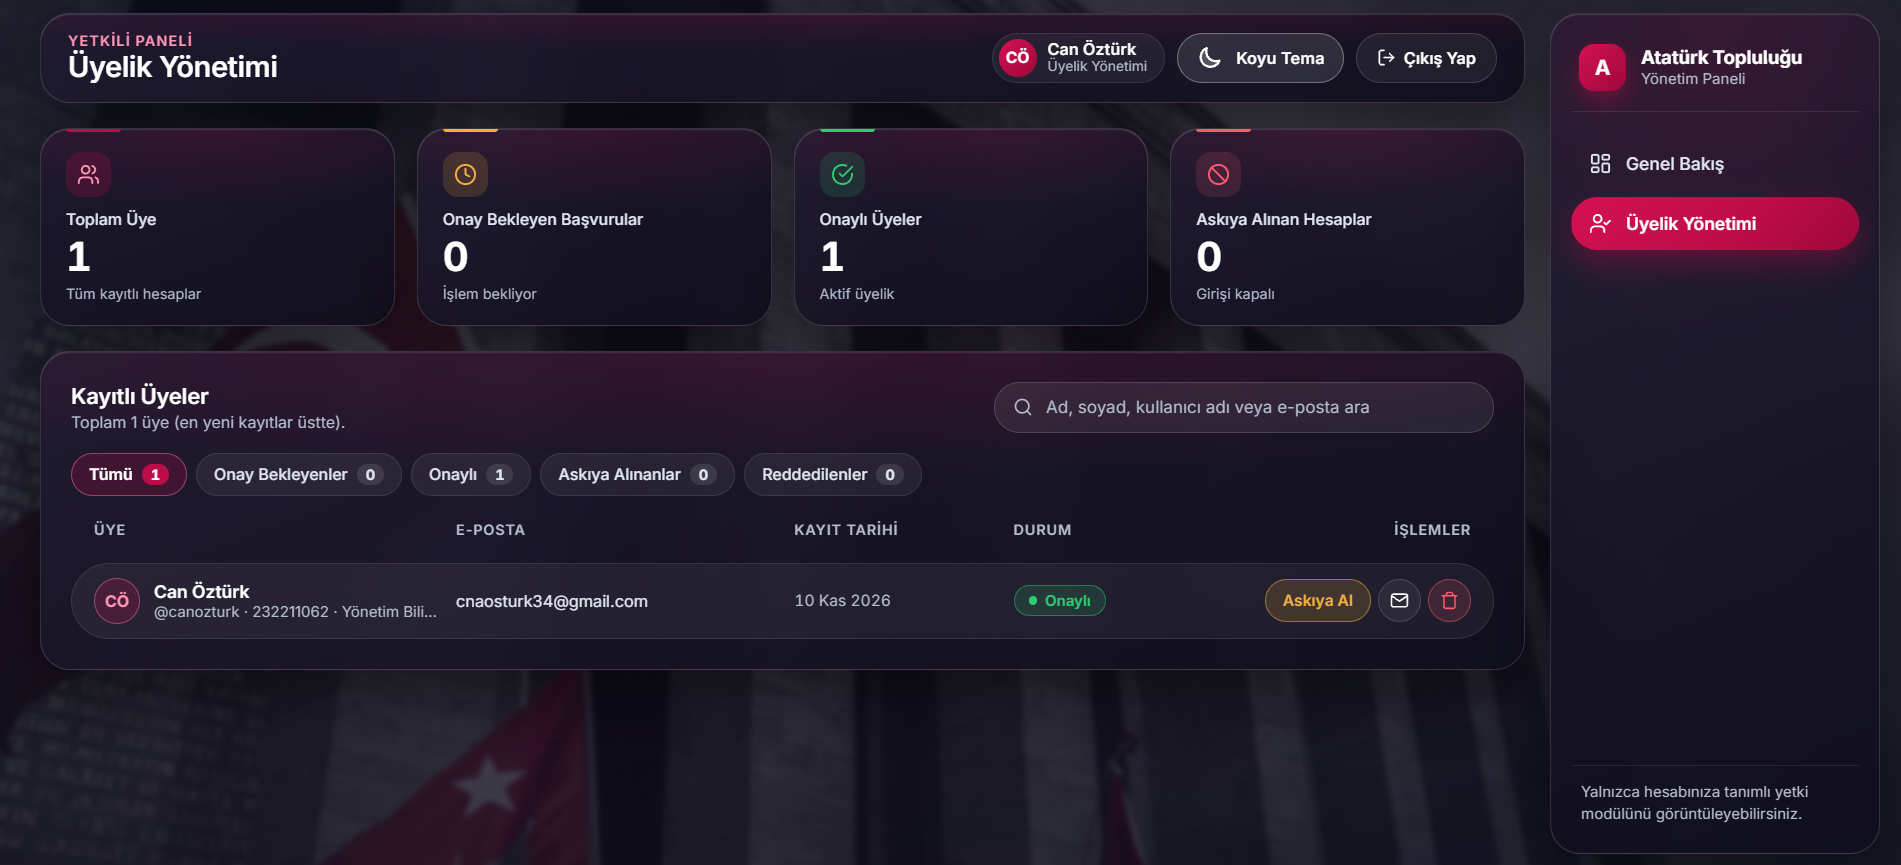 YETKİLİ PANELİ
Üyelik Yönetimi
CÖ
Can Öztürk
Üyelik Yönetimi
Koyu Tema
Çıkış Yap
Toplam Üye
1
Tüm kayıtlı hesaplar
Onay Bekleyen Başvurular
0
İşlem bekliyor
Onaylı Üyeler
1
Aktif üyelik
Askıya Alınan Hesaplar
0
Girişi kapalı
Kayıtlı Üyeler
Toplam 1 üye (en yeni kayıtlar üstte).
Ad, soyad, kullanıcı adı veya e-posta ara
Tümü 1
Onay Bekleyenler 0
Onaylı 1
Askıya Alınanlar 0
Reddedilenler 0
ÜYE E-POSTA KAYIT TARİHİ DURUM İŞLEMLER
CÖ
Can Öztürk
@canozturk · 232211062 · Yönetim Bili...
cnaosturk34@gmail.com
10 Kas 2026
Onaylı
Askıya Al
A
Atatürk Topluluğu
Yönetim Paneli
Genel Bakış
Üyelik Yönetimi
Yalnızca hesabınıza tanımlı yetki
modülünü görüntüleyebilirsiniz.